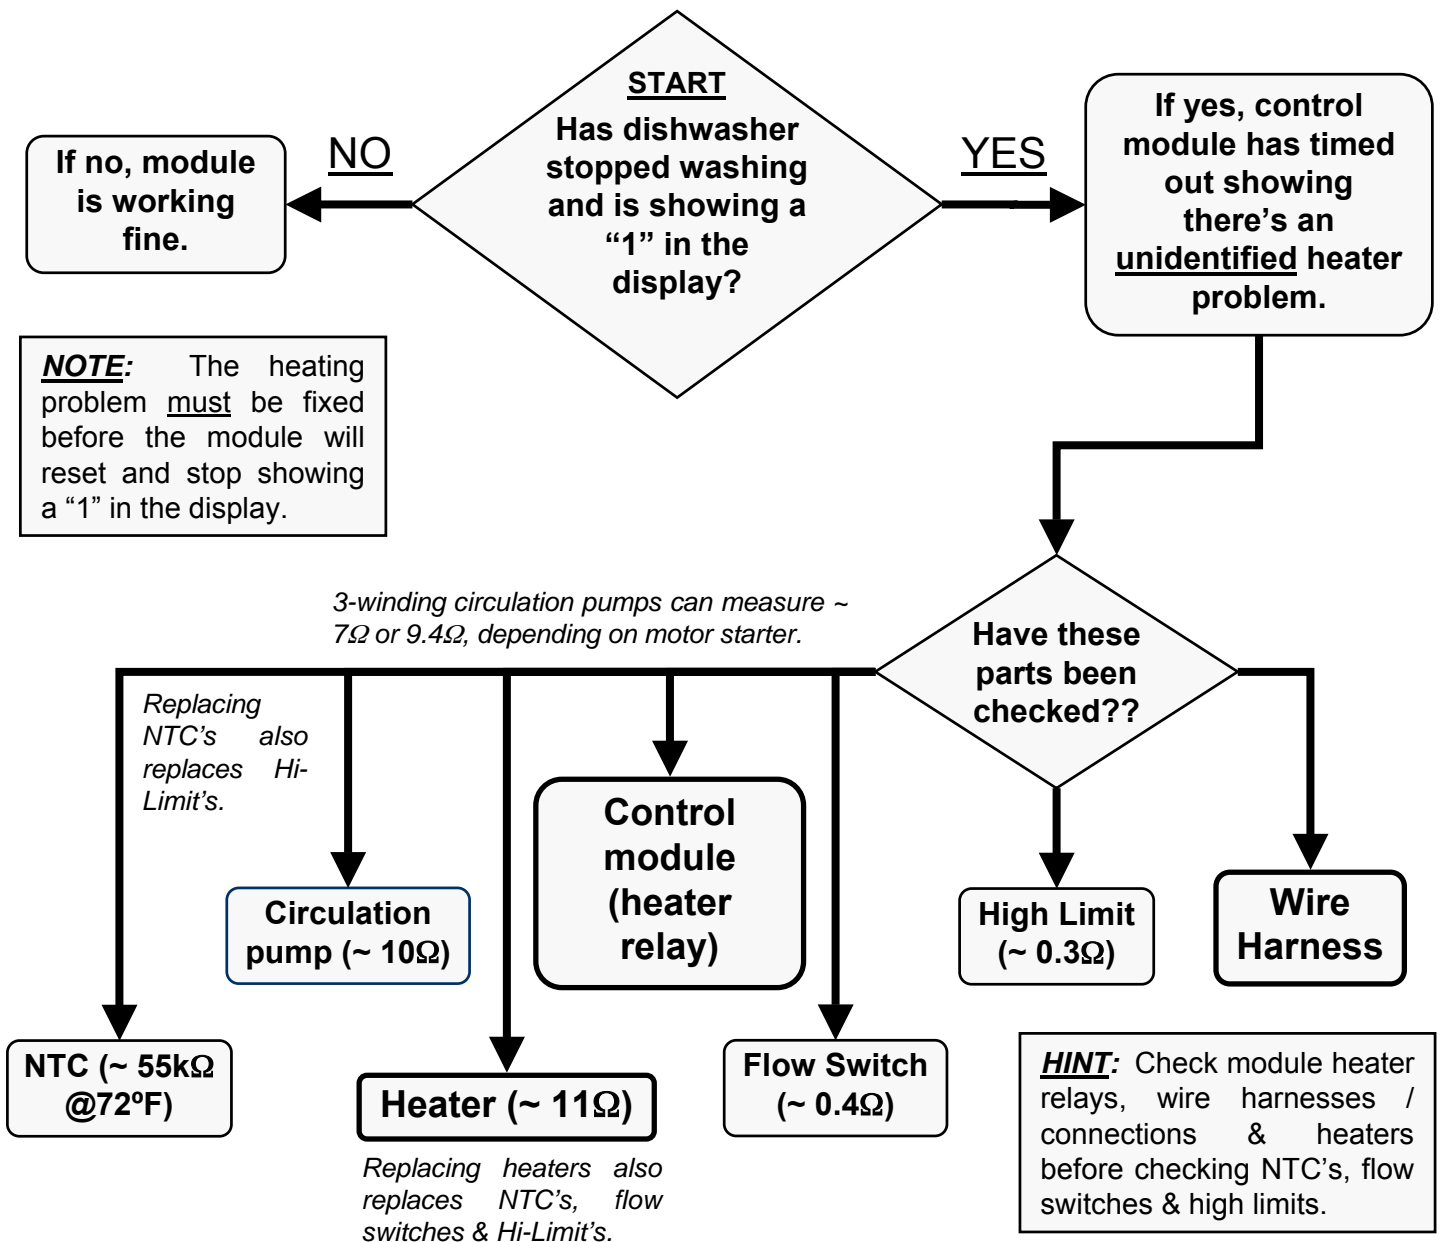 START
Has dishwasher
stopped washing
and is showing a
“1” in the
display?
NO
YES
If no, module
is working
fine.
If yes, control
module has timed
out showing
there’s an
unidentified heater
problem.
NOTE: The heating
problem must be fixed
before the module will
reset and stop showing
a “1” in the display.
3-winding circulation pumps can measure ~
7Ω or 9.4Ω, depending on motor starter.
Have these
parts been
checked??
Replacing
NTC’s also
replaces Hi-
Limit’s.
Control
module
(heater
relay)
Circulation
pump (~ 10Ω)
High Limit
(~ 0.3Ω)
Wire
Harness
NTC (~ 55kΩ
@72ºF)
Heater (~ 11Ω)
Flow Switch
(~ 0.4Ω)
Replacing heaters also
replaces NTC’s, flow
switches & Hi-Limit’s.
HINT: Check module heater
relays, wire harnesses /
connections & heaters
before checking NTC’s, flow
switches & high limits.